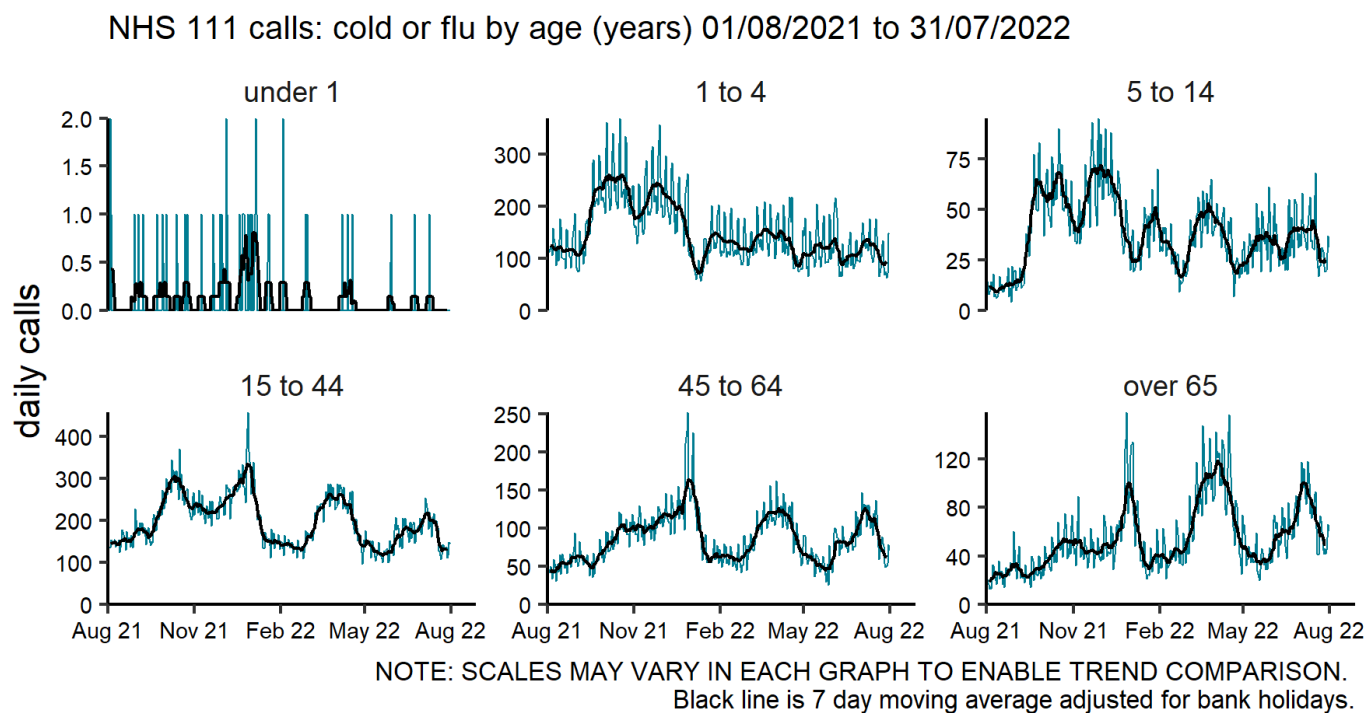 NHS 111 calls: cold or flu by age (years) 01/08/2021 to 31/07/2022
under 1
1 to 4
5 to 14
2.0
1.5
1.0
0.5
0.0
300
200
100
0
75
50
25
0
daily calls
15 to 44
45 to 64
over 65
400
300
200
100
0
250
200
150
100
50
0
120
80
40
0
Aug 21 Nov 21 Feb 22 May 22 Aug 22
Aug 21 Nov 21 Feb 22 May 22 Aug 22
Aug 21 Nov 21 Feb 22 May 22 Aug 22
NOTE: SCALES MAY VARY IN EACH GRAPH TO ENABLE TREND COMPARISON.
Black line is 7 day moving average adjusted for bank holidays.